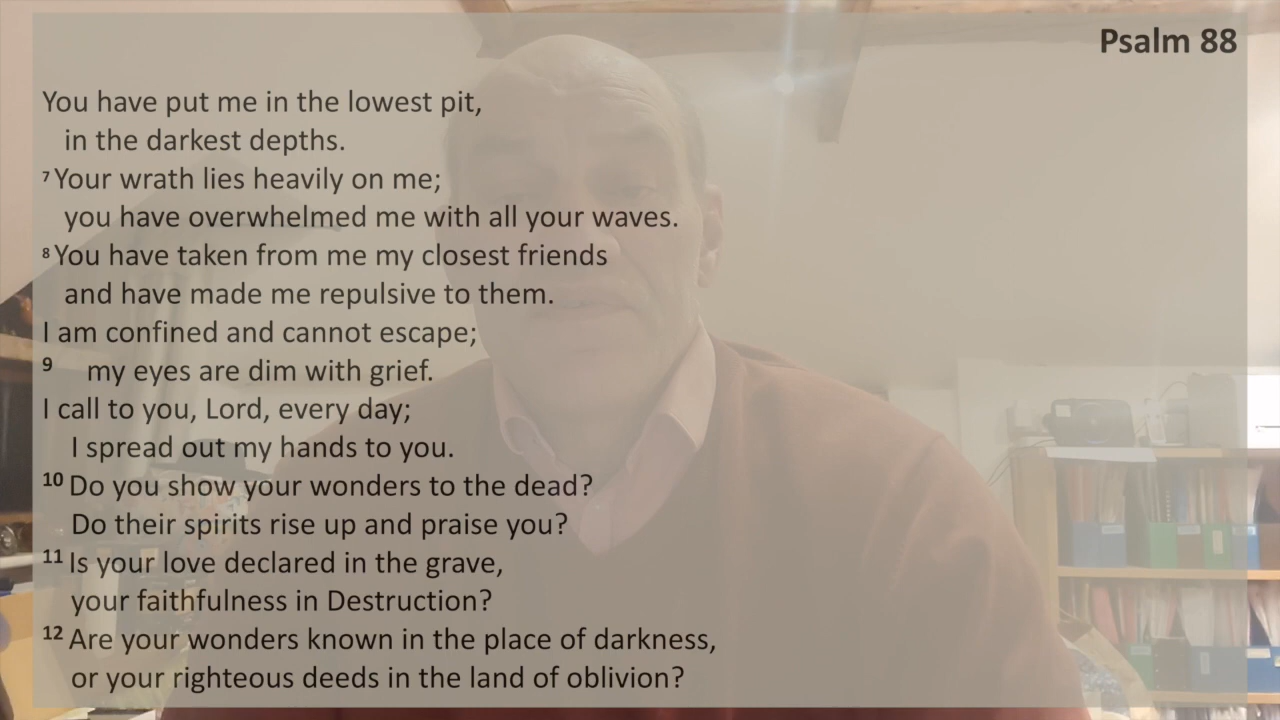 Psalm 88
You have put me in the lowest pit,
in the darkest depths.
7 Your wrath lies heavily on me;
you have overwhelmed me with all your waves.
8 You have taken from me my closest friends
and have made me repulsive to them.
I am confined and cannot escape;
9 my eyes are dim with grief.
I call to you, Lord, every day;
I spread out my hands to you.
10 Do you show your wonders to the dead?
Do their spirits rise up and praise you?
11 Is your love declared in the grave,
your faithfulness in Destruction?
12 Are your wonders known in the place of darkness,
or your righteous deeds in the land of oblivion?